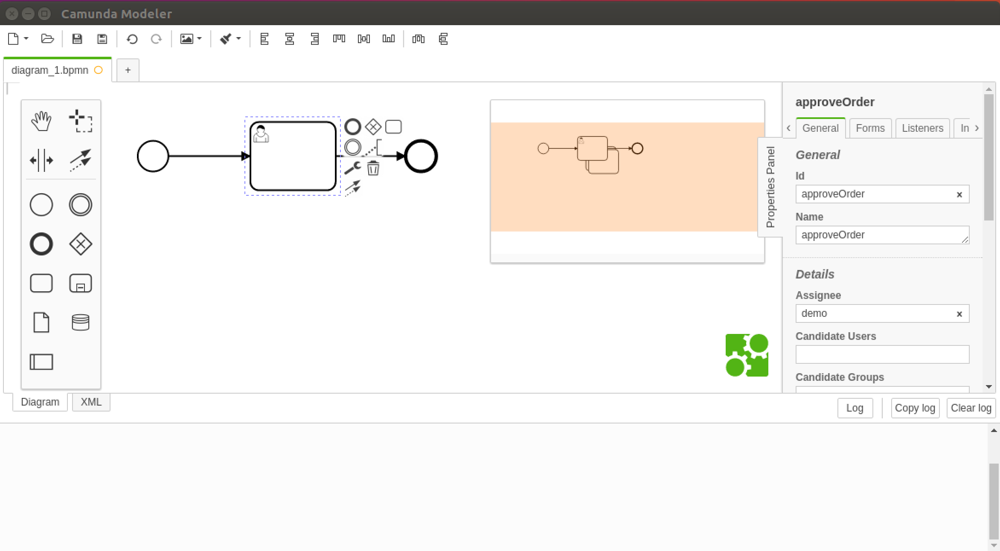 Camunda Modeler
diagram_1.bpmn
+
approveOrder
General
Forms
Listeners
In
Properties Panel
General
Id
approveOrder
Name
approveOrder
Details
Assignee
demo
Candidate Users
Candidate Groups
Diagram
XML
Log
Copy log
Clear log